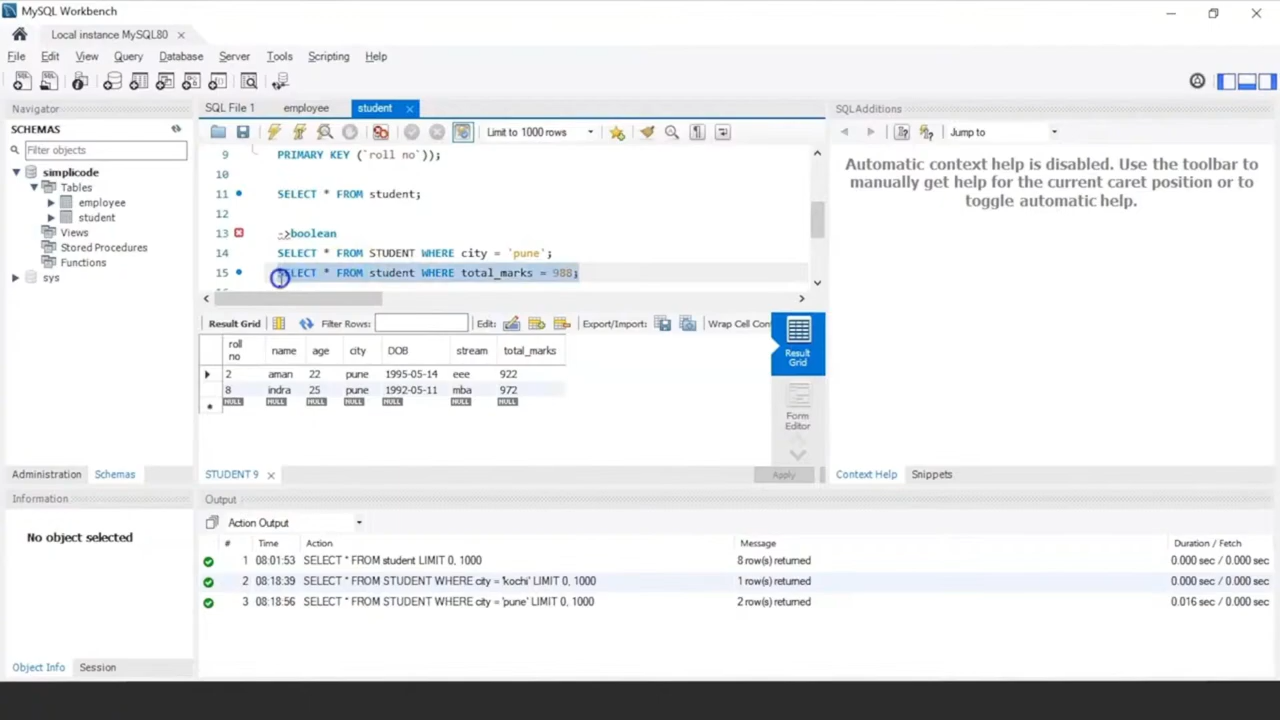 MySQL Workbench
Local instance MySQL80
File Edit View Query Database Server Tools Scripting Help
Navigator
SCHEMAS
Filter objects
simplicode
Tables
employee
student
Views
Stored Procedures
Functions
sys
Administration Schemas
Information
No object selected
Object Info Session
SQL File 1 employee student
Limit to 1000 rows
9 PRIMARY KEY (`roll no`));
10
11 SELECT * FROM student;
12
13 ->boolean
14 SELECT * FROM STUDENT WHERE city = 'pune';
15 SELECT * FROM student WHERE total_marks = 988;
Result Grid Filter Rows: Edit: Export/Import: Wrap Cell Con
roll no name age city DOB stream total_marks
2 aman 22 pune 1995-05-14 eee 922
8 indra 25 pune 1992-05-11 mba 972
NULL NULL NULL NULL NULL NULL NULL
Result Grid
Form Editor
STUDENT 9
Apply
SQLAdditions
Jump to
Automatic context help is disabled. Use the toolbar to
manually get help for the current caret position or to
toggle automatic help.
Context Help Snippets
Output
Action Output
# Time Action Message Duration / Fetch
1 08:01:53 SELECT * FROM student LIMIT 0, 1000 8 row(s) returned 0.000 sec / 0.000 sec
2 08:18:39 SELECT * FROM STUDENT WHERE city = 'kochi' LIMIT 0, 1000 1 row(s) returned 0.000 sec / 0.000 sec
3 08:18:56 SELECT * FROM STUDENT WHERE city = 'pune' LIMIT 0, 1000 2 row(s) returned 0.016 sec / 0.000 sec